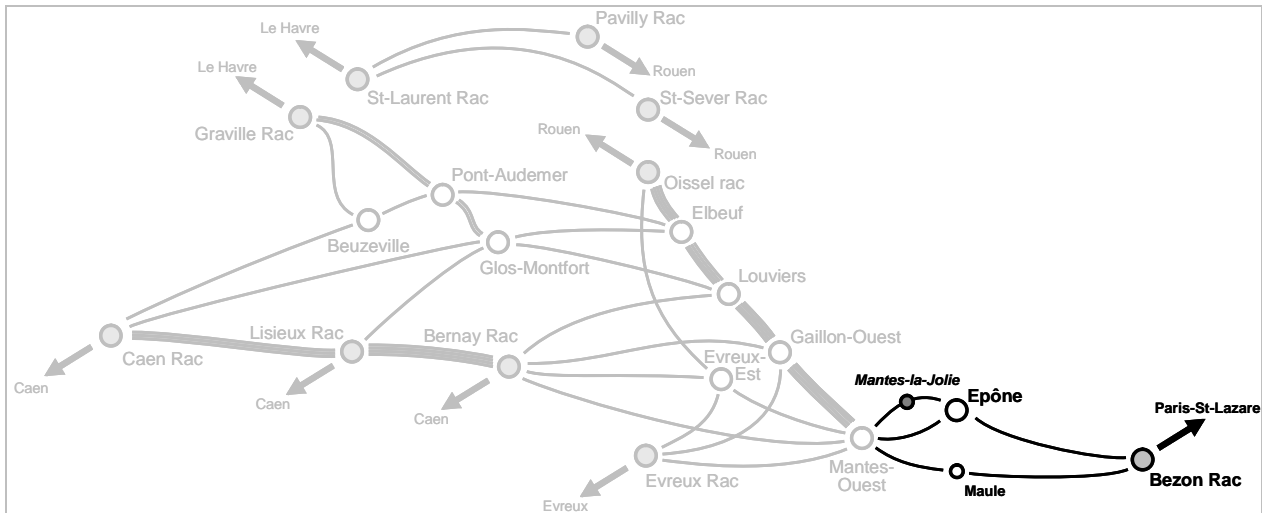 Pavilly Rac
Le Havre
Rouen
Le Havre
St-Laurent Rac
St-Sever Rac
Graville Rac
Rouen
Rouen
Pont-Audemer
Oissel rac
Elbeuf
Beuzeville
Glos-Montfort
Louviers
Lisieux Rac
Bernay Rac
Gaillon-Ouest
Caen Rac
Evreux-
Est
Mantes-la-Jolie
Epône
Caen
Caen
Caen
Paris-St-Lazare
Mantes-
Ouest
Evreux Rac
Maule
Bezon Rac
Evreux